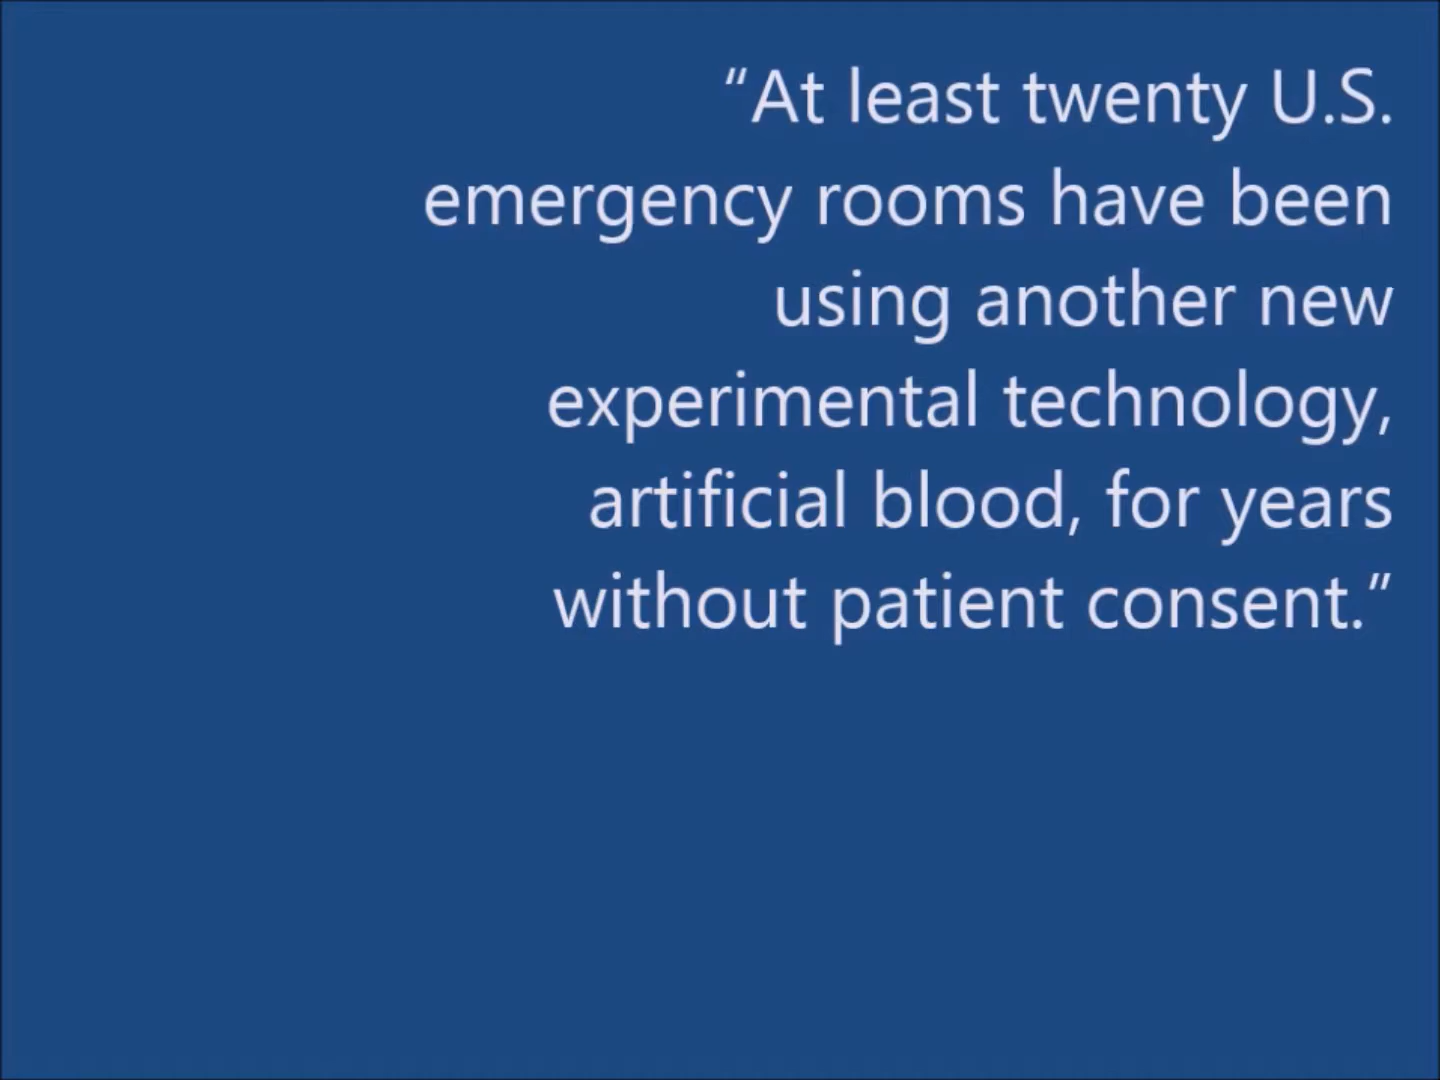 “At least twenty U.S.
emergency rooms have been
using another new
experimental technology,
artificial blood, for years
without patient consent.”